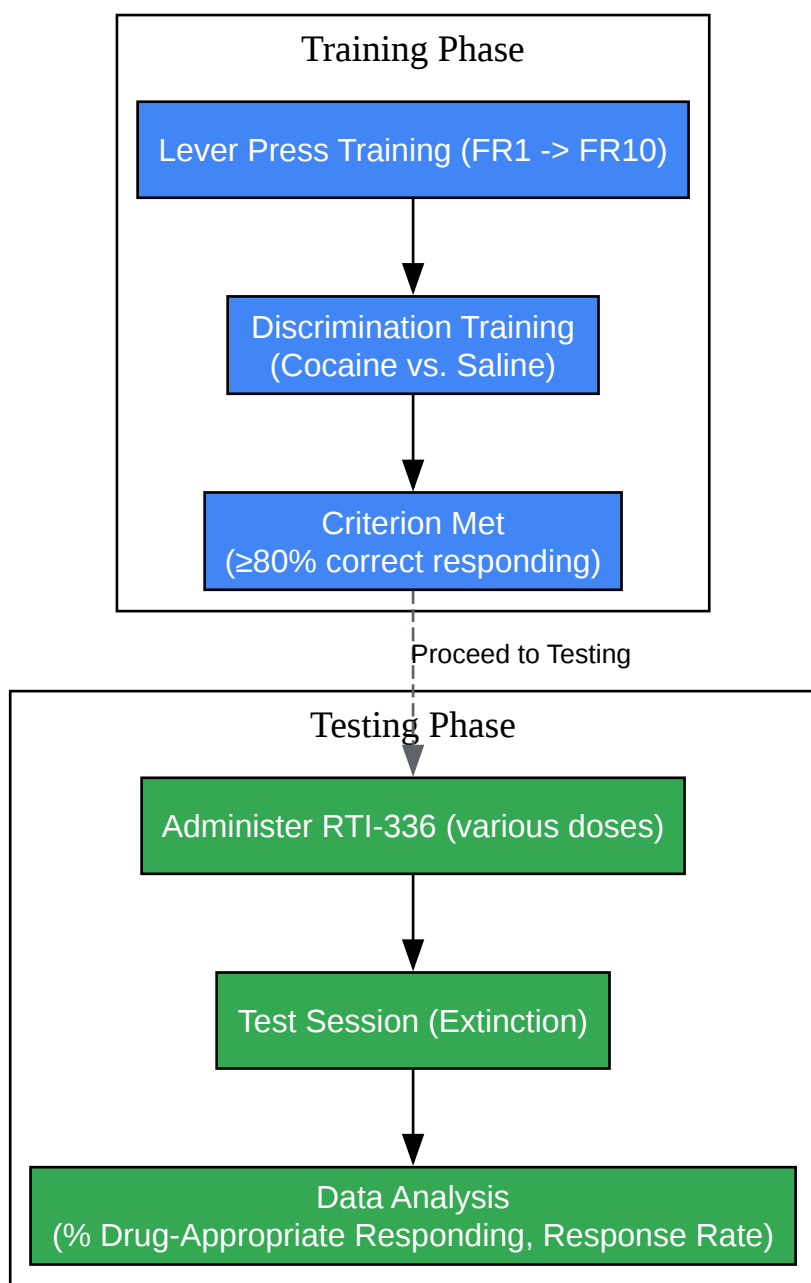 Training Phase
Lever Press Training (FR1 -> FR10)
Discrimination Training
(Cocaine vs. Saline)
Criterion Met
(≥80% correct responding)
Proceed to Testing
Testing Phase
Administer RTI-336 (various doses)
Test Session (Extinction)
Data Analysis
(% Drug-Appropriate Responding, Response Rate)